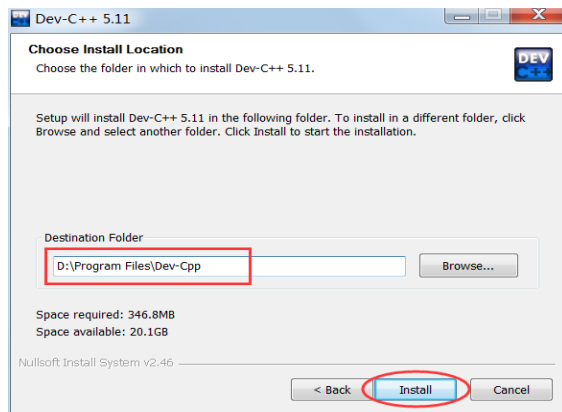 Dev-C++ 5.11
Choose Install Location
Choose the folder in which to install Dev-C++ 5.11.
DEV
C++
Setup will install Dev-C++ 5.11 in the following folder. To install in a different folder, click
Browse and select another folder. Click Install to start the installation.
Destination Folder
D:\Program Files\Dev-Cpp
Browse...
Space required: 346.8MB
Space available: 20.1GB
Nullsoft Install System v2.46
< Back
Install
Cancel